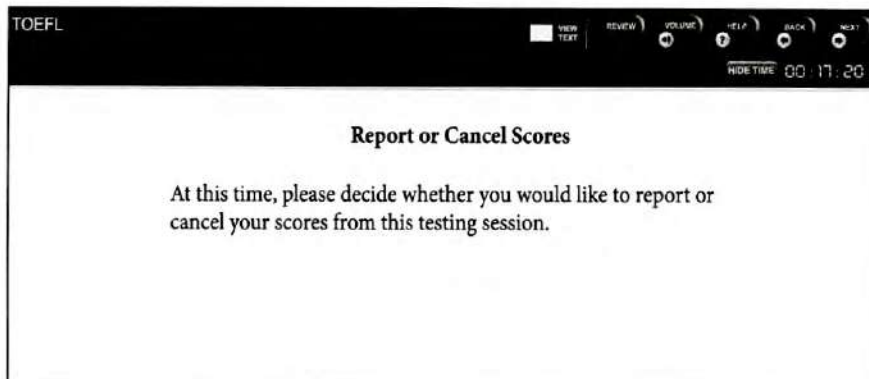 TOEFL
VIEW
TEXT
REVIEW
VOLUME
HELP
BACK
NEXT
HIDE TIME 00:17:20
Report or Cancel Scores
At this time, please decide whether you would like to report or
cancel your scores from this testing session.